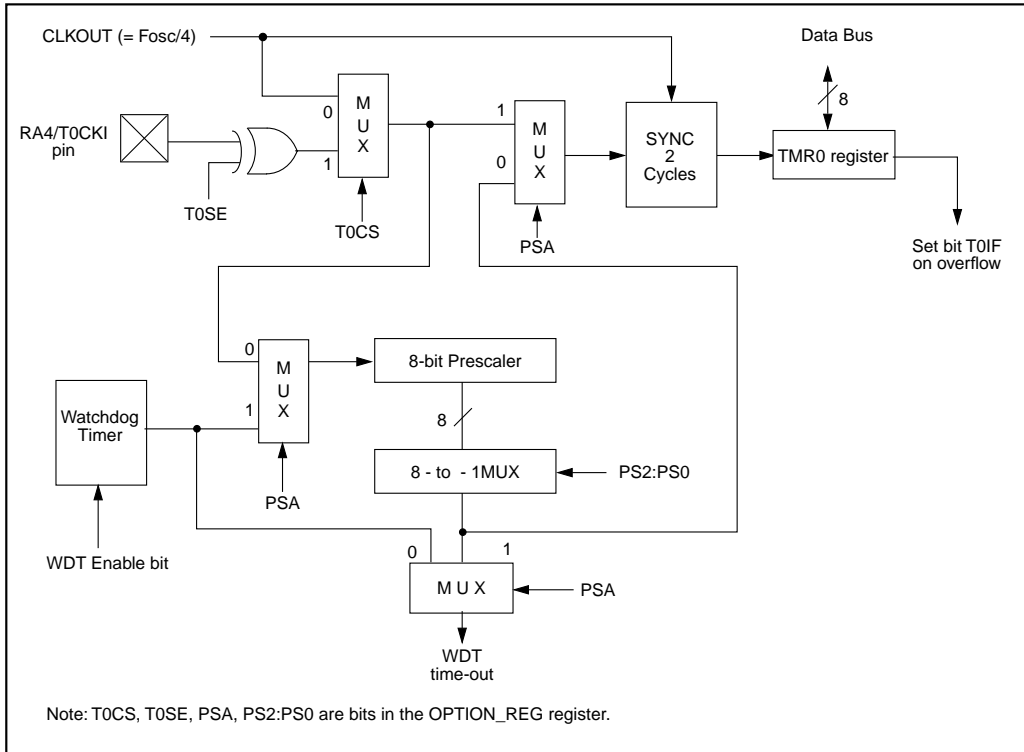 CLKOUT (= Fosc/4)
Data Bus
8
RA4/T0CKI
pin
T0SE
0
1
M
U
X
T0CS
1
0
M
U
X
PSA
SYNC
2
Cycles
TMR0 register
Set bit T0IF
on overflow
0
1
M
U
X
PSA
8-bit Prescaler
8
Watchdog
Timer
WDT Enable bit
8 - to - 1MUX
PS2:PS0
0
1
M U X
PSA
WDT
time-out
Note: T0CS, T0SE, PSA, PS2:PS0 are bits in the OPTION_REG register.